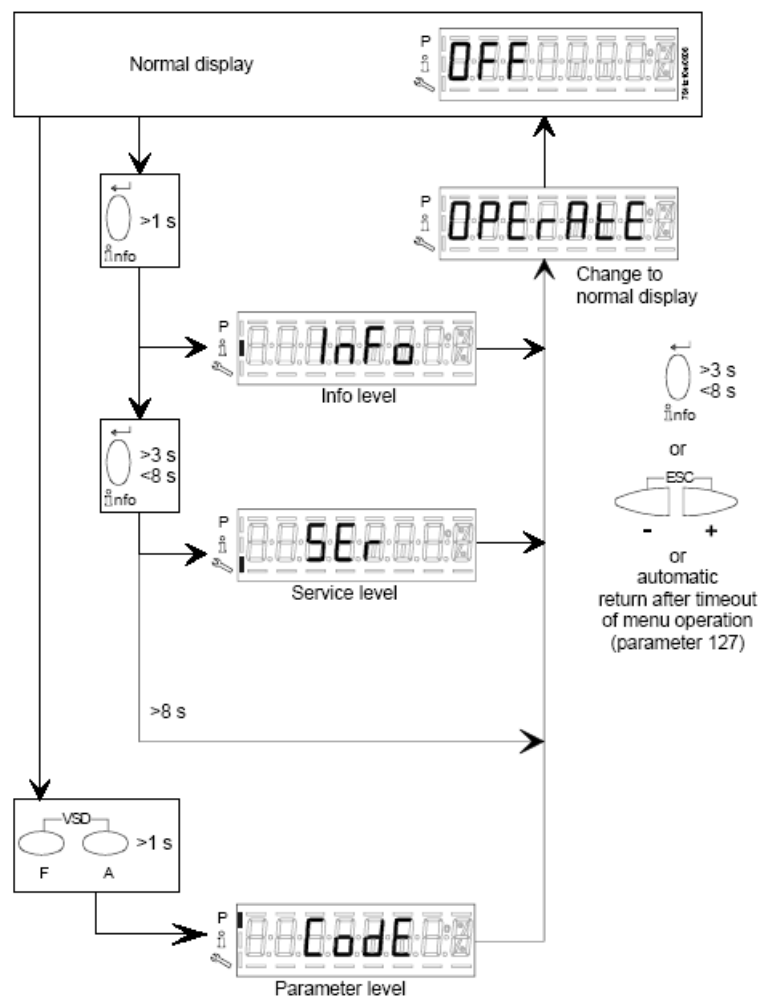 Normal display
P
OFF
>1 s
info
P
OPErAtE
Change to
normal display
P
InFo
Info level
>3 s
<8 s
info
>3 s
<8 s
info
or
ESC
- +
or
automatic
return after timeout
of menu operation
(parameter 127)
P
SEr
Service level
>8 s
VSD
>1 s
F A
P
CodE
Parameter level